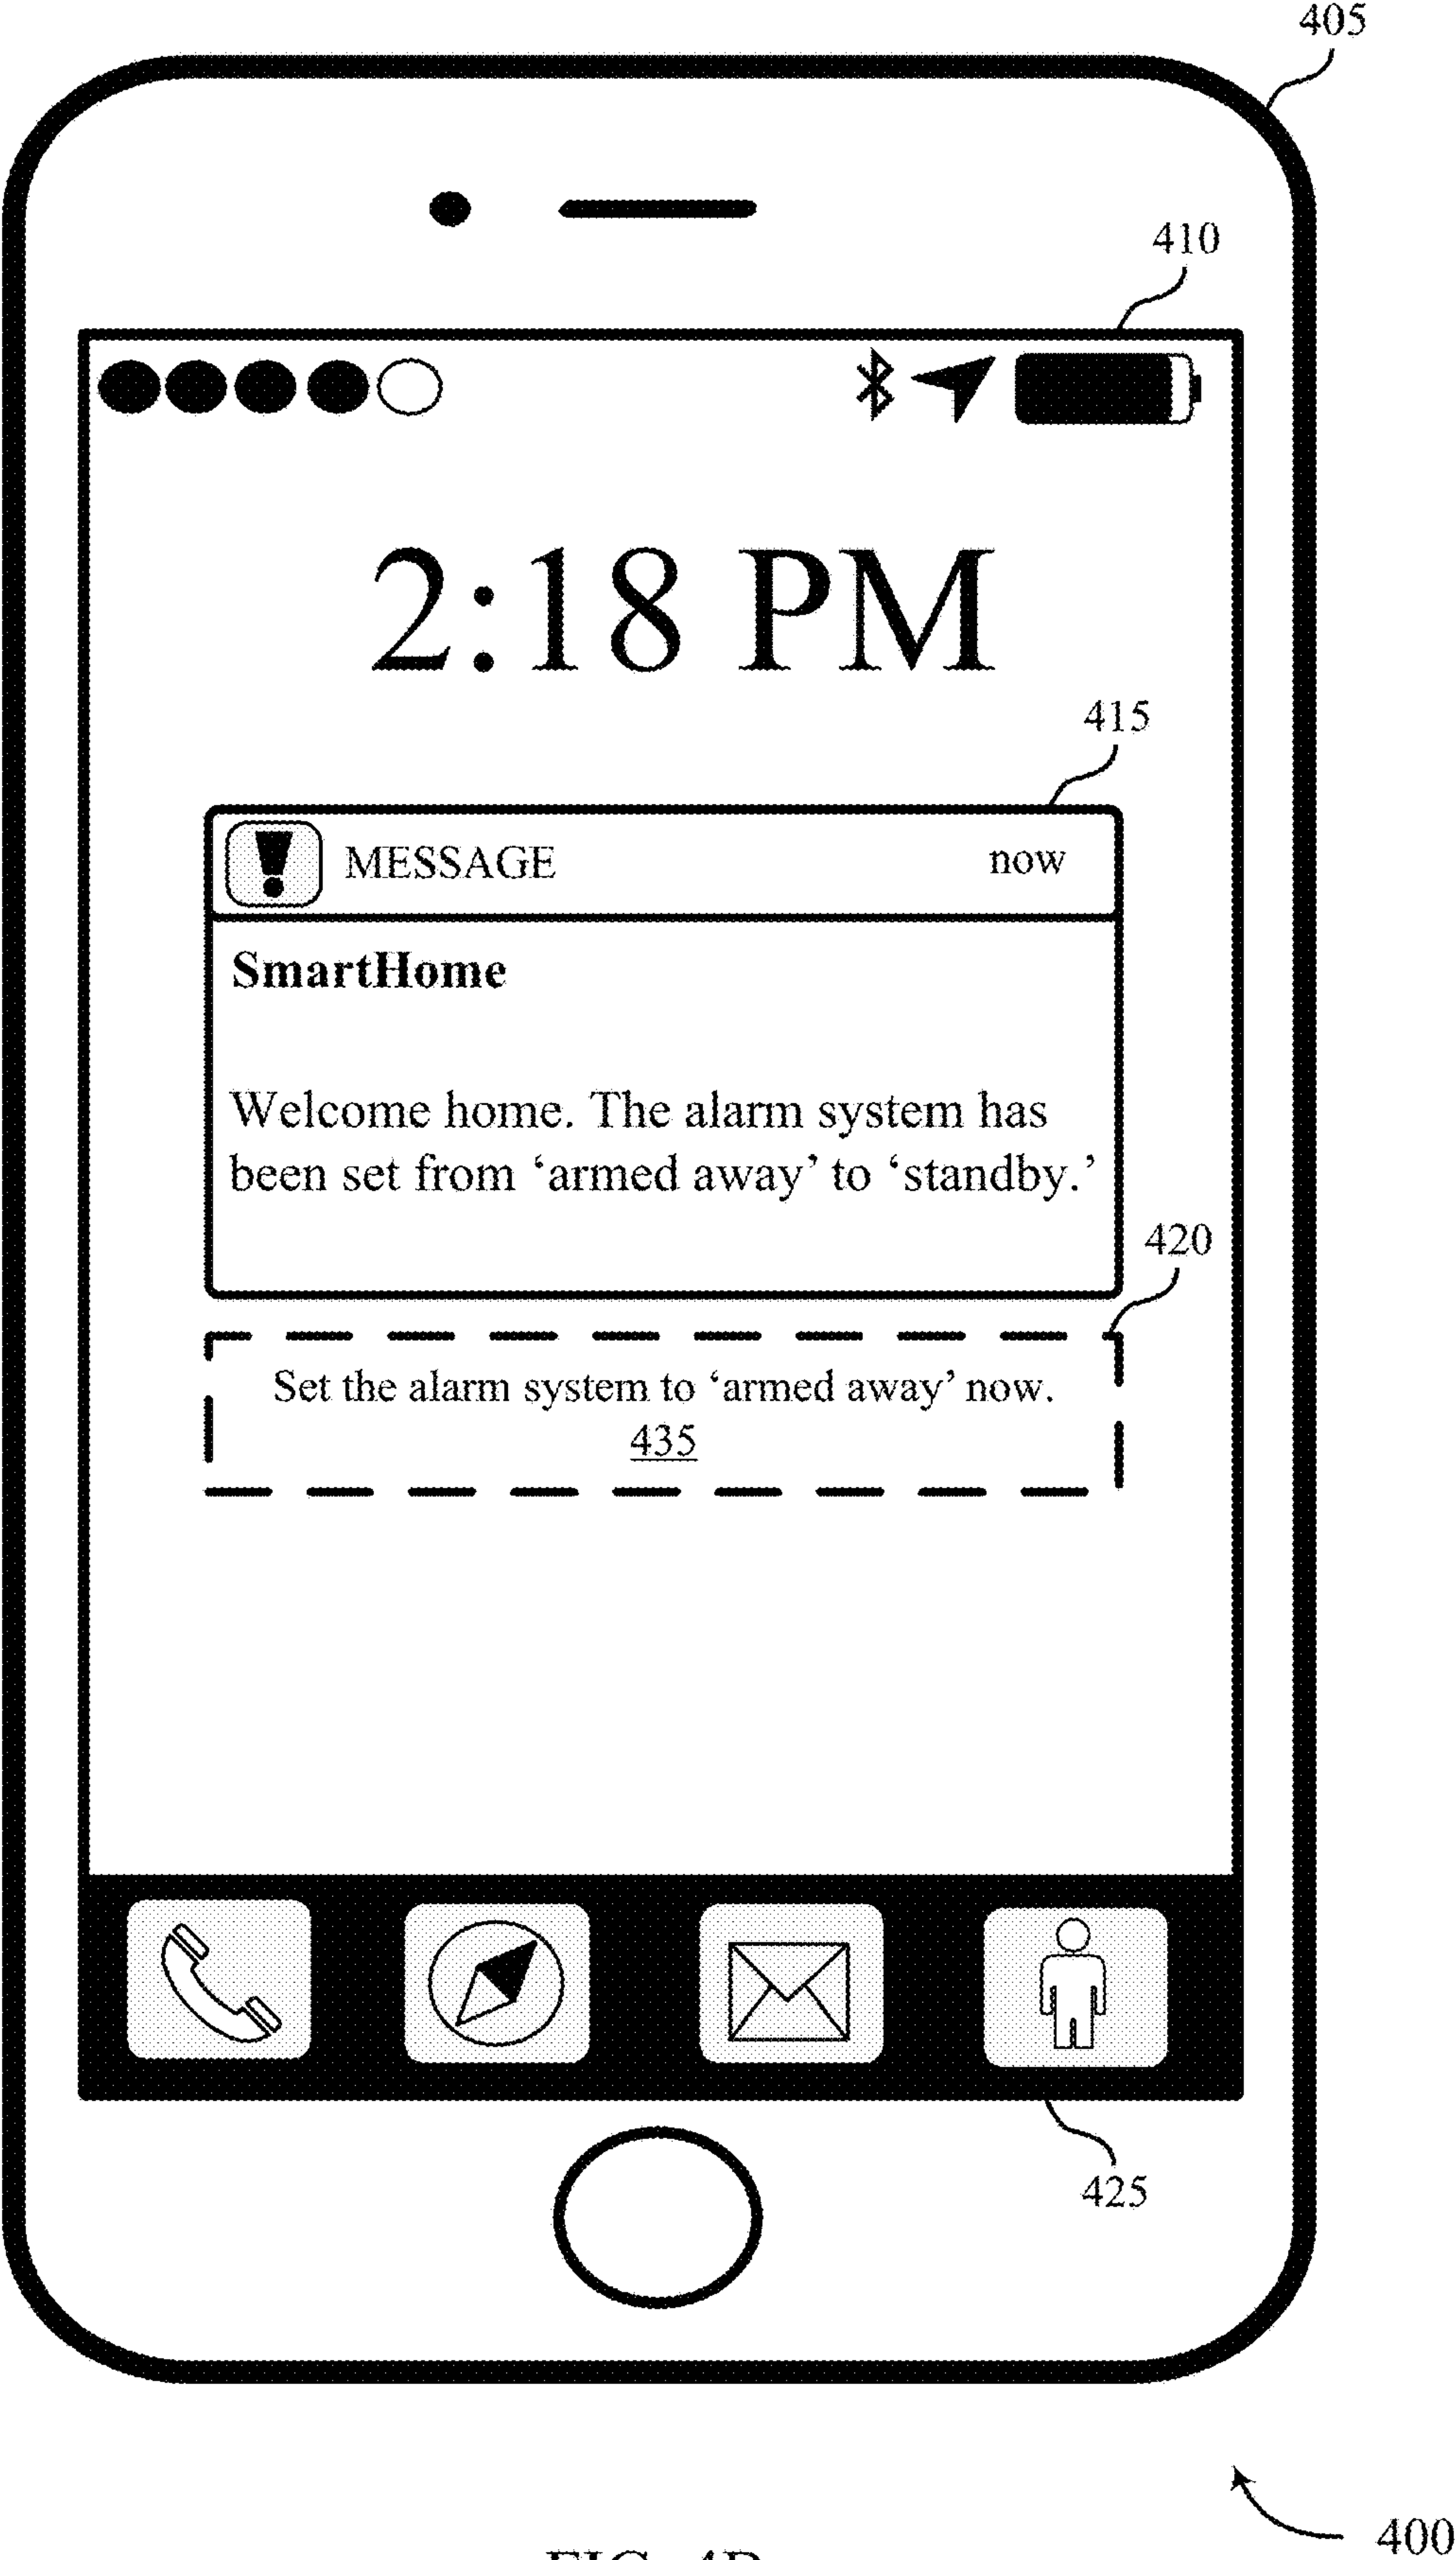 405
410
2:18 PM
415
MESSAGE now
SmartHome
Welcome home. The alarm system has
been set from ‘armed away’ to ‘standby.’
420
Set the alarm system to ‘armed away’ now.
435
425
400